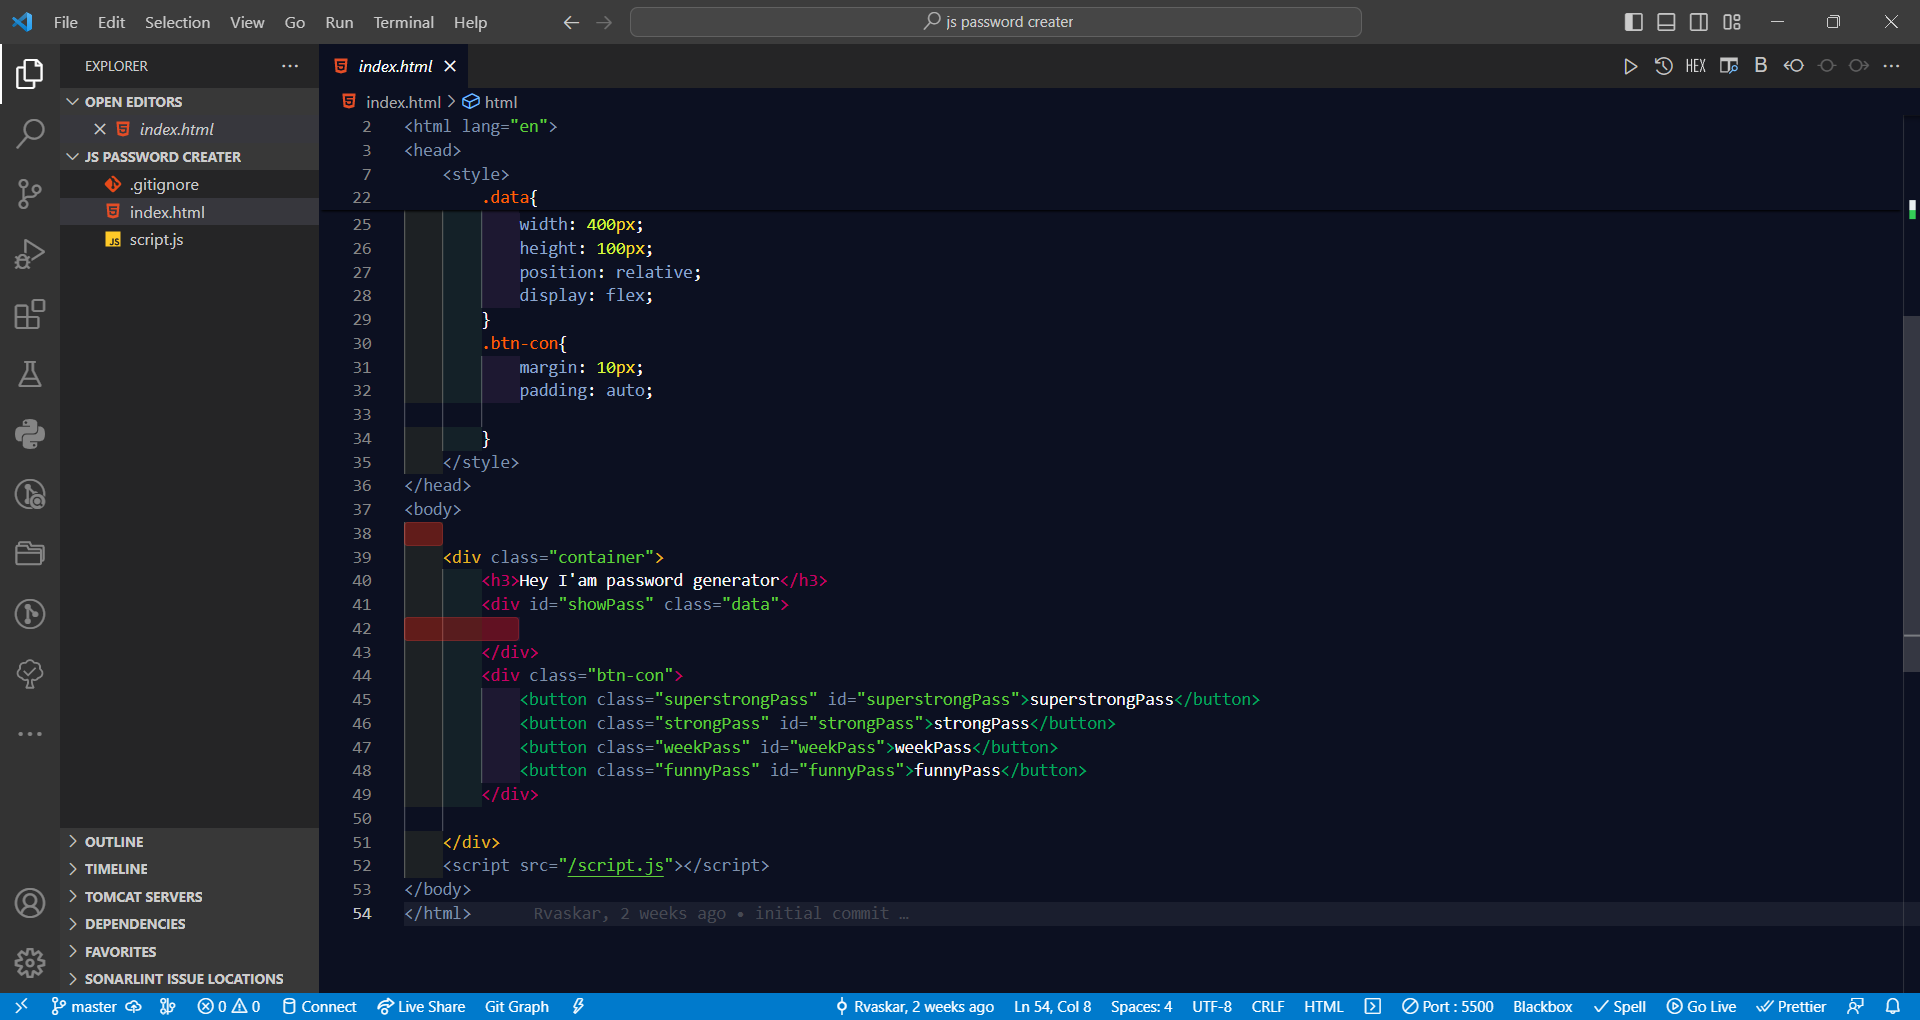 File Edit Selection View Go Run Terminal Help
js password creater
EXPLORER
index.html
HEX
B
OPEN EDITORS
index.html
JS PASSWORD CREATER
.gitignore
index.html
script.js
OUTLINE
TIMELINE
TOMCAT SERVERS
DEPENDENCIES
FAVORITES
SONARLINT ISSUE LOCATIONS
index.html > html
2 <html lang="en">
3 <head>
7 <style>
22 .data{
25 width: 400px;
26 height: 100px;
27 position: relative;
28 display: flex;
29 }
30 .btn-con{
31 margin: 10px;
32 padding: auto;
33
34 }
35 </style>
36 </head>
37 <body>
38
39 <div class="container">
40 <h3>Hey I'am password generator</h3>
41 <div id="showPass" class="data">
42
43 </div>
44 <div class="btn-con">
45 <button class="superstrongPass" id="superstrongPass">superstrongPass</button>
46 <button class="strongPass" id="strongPass">strongPass</button>
47 <button class="weekPass" id="weekPass">weekPass</button>
48 <button class="funnyPass" id="funnyPass">funnyPass</button>
49 </div>
50
51 </div>
52 <script src="/script.js"></script>
53 </body>
54 </html> Rvaskar, 2 weeks ago • initial commit …
master 0 0 Connect Live Share Git Graph Rvaskar, 2 weeks ago Ln 54, Col 8 Spaces: 4 UTF-8 CRLF HTML Port : 5500 Blackbox Spell Go Live Prettier